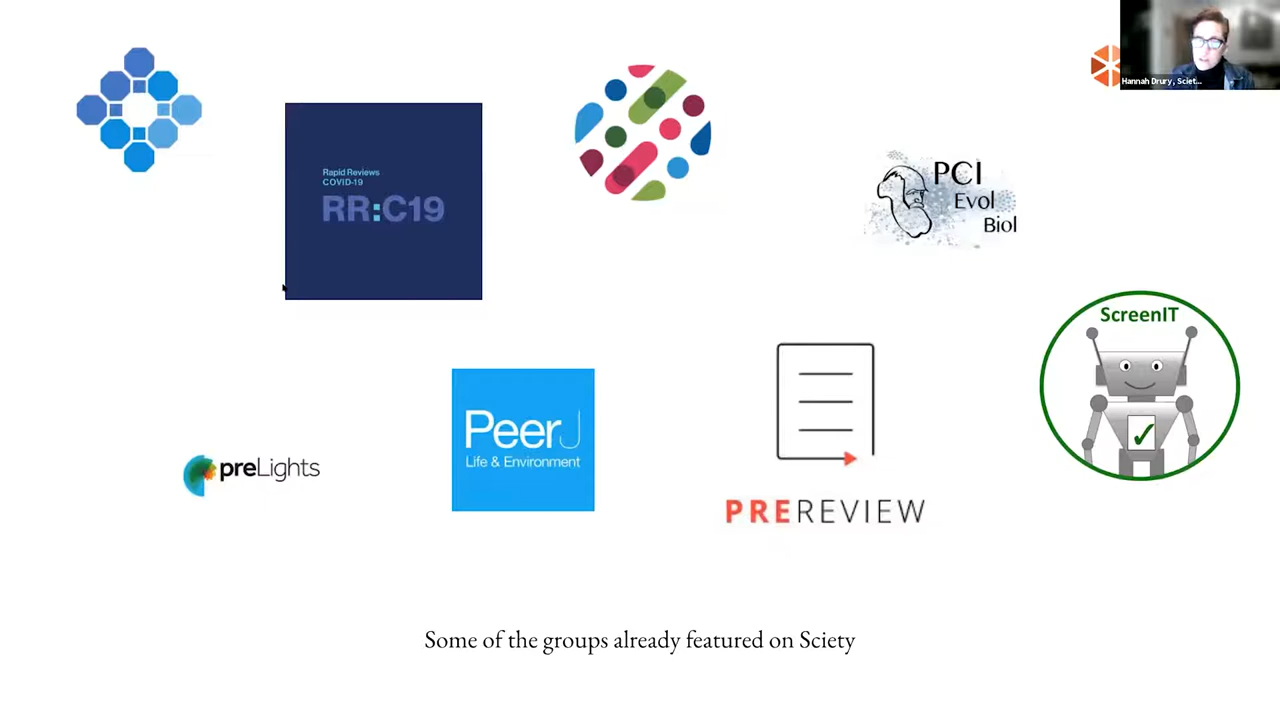 Hannah Drury, Sciet...
Rapid Reviews
COVID-19
RR:C19
PCI
Evol
Biol
ScreenIT
PeerJ
Life & Environment
preLights
PREREVIEW
Some of the groups already featured on Sciety